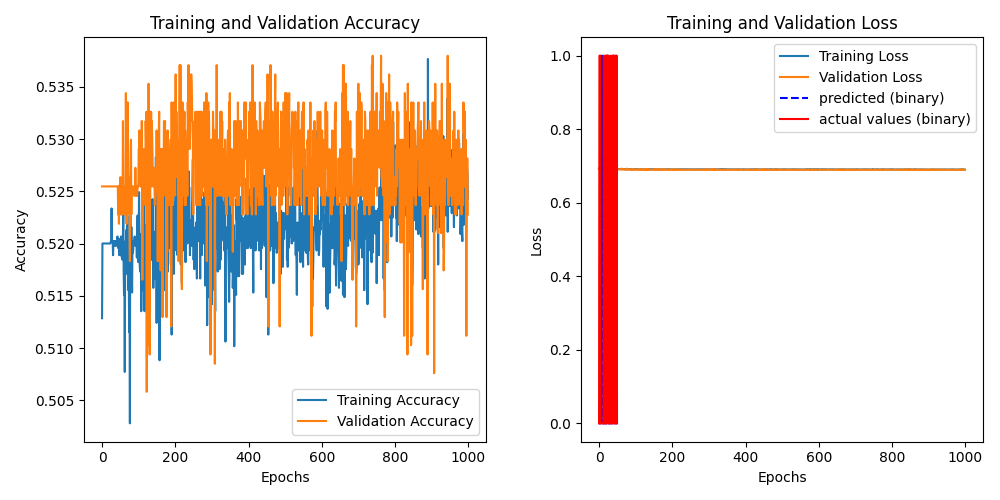 Training and Validation Accuracy
0.535
0.530
0.525
0.520
0.515
0.510
0.505
Accuracy
0
200
400
600
800
1000
Epochs
Training Accuracy
Validation Accuracy
Training and Validation Loss
1.0
0.8
0.6
0.4
0.2
0.0
Loss
0
200
400
600
800
1000
Epochs
Training Loss
Validation Loss
predicted (binary)
actual values (binary)